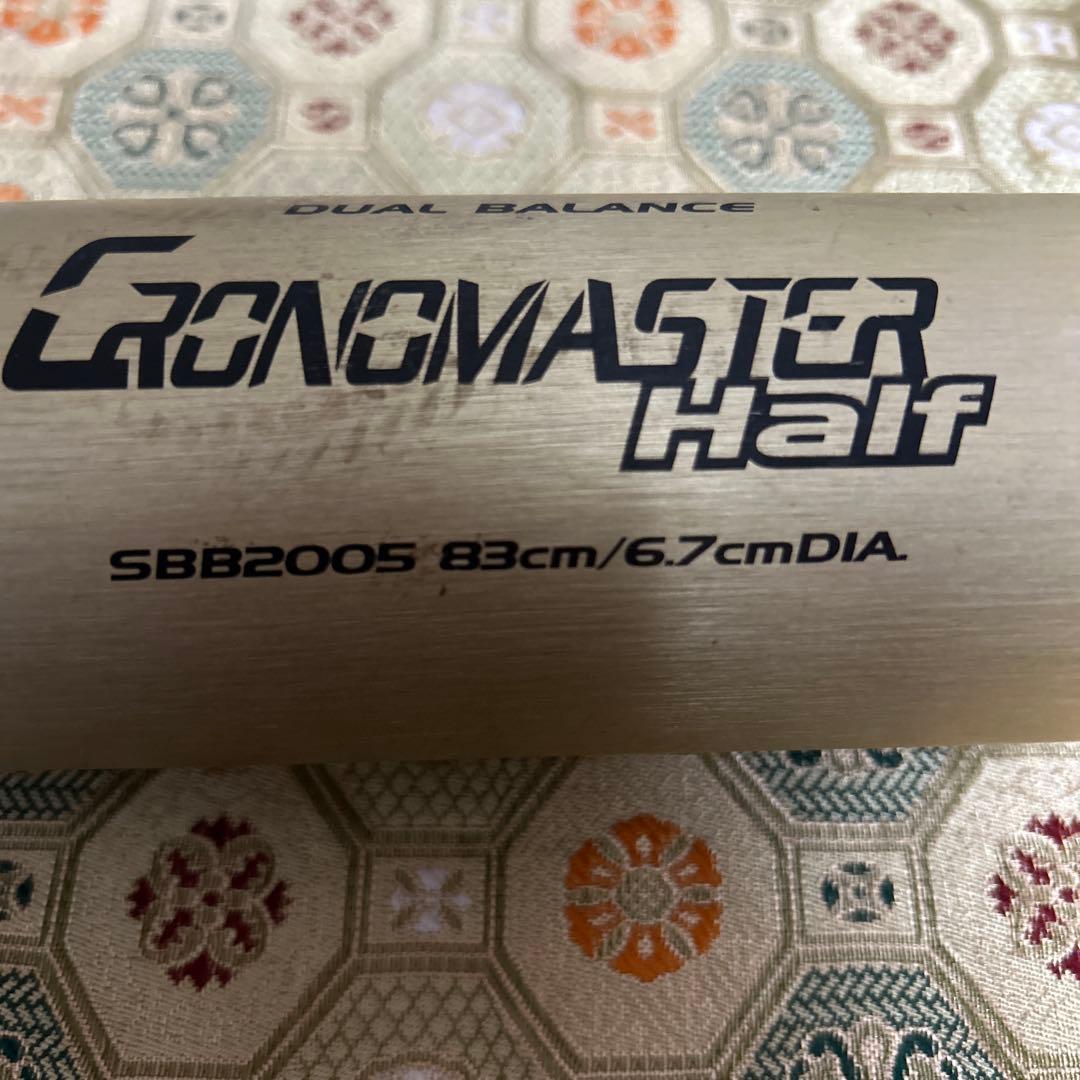 DUAL BALANCE
CRONOMASTER
Half
SBB2005 83cm/6.7cmDIA.